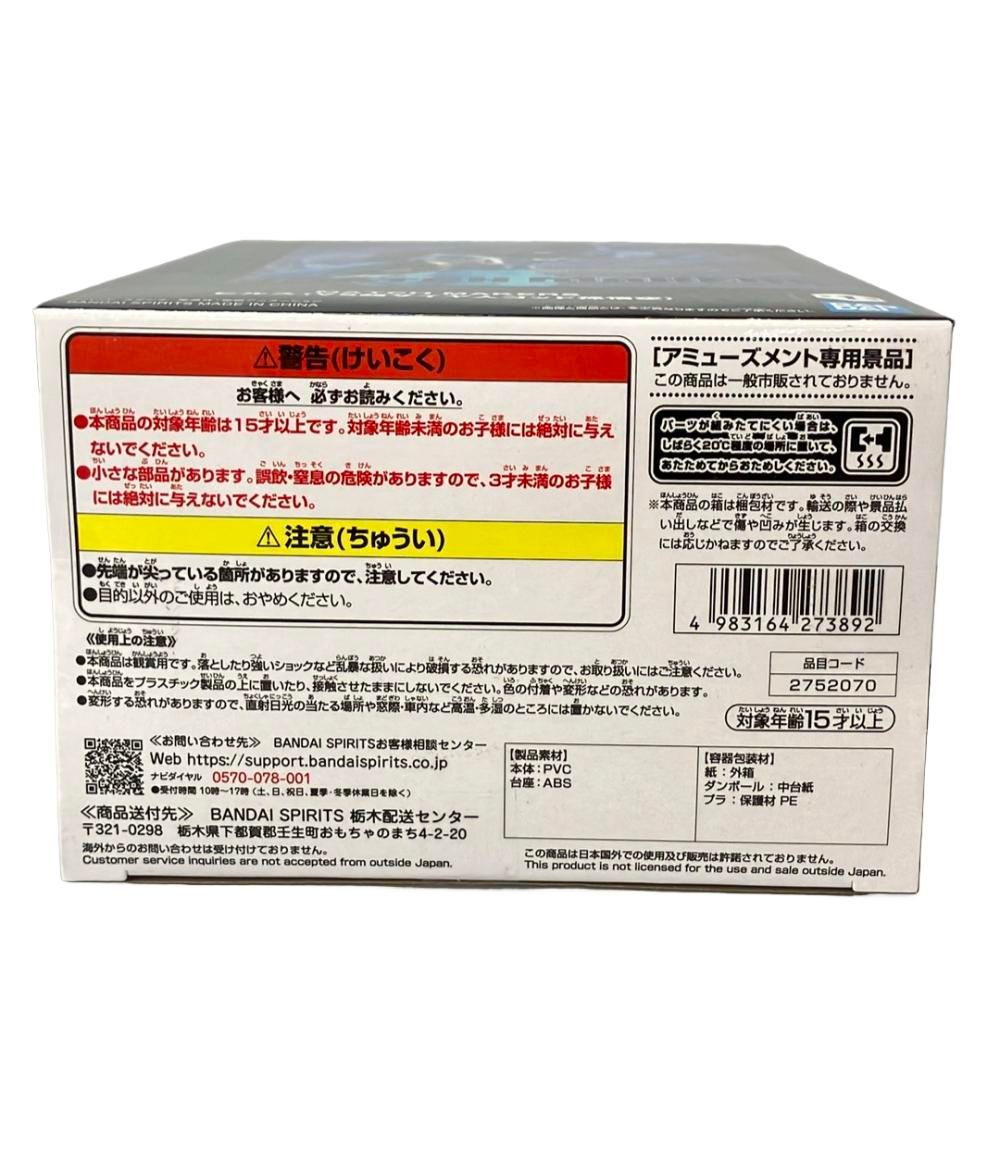 BANDAI SPIRITS MADE IN CHINA
⚠警告(けいこく)
お客様へ 必ずお読みください。
●本商品の対象年齢は15才以上です。対象年齢未満のお子様には絶対に与え
ないでください。
●小さな部品があります。誤飲・窒息の危険がありますので、3才未満のお子様
には絶対に与えないでください。
⚠注意(ちゅうい)
●先端が尖っている箇所がありますので、注意してください。
●目的以外のご使用は、おやめください。
《使用上の注意》
●本商品は観賞用です。落としたり強いショックなど乱暴な扱いにより破損する恐れがありますので、お取り扱いにはご注意ください。
●本商品をプラスチック製品の上に置いたり、接触させたままにしないでください。色の付着や変形などの恐れがあります。
●変形する恐れがありますので、直射日光の当たる場所や窓際・車内など高温・多湿のところには置かないでください。
[アミューズメント専用景品]
この商品は一般市販されておりません。
パーツが組みたてにくい場合は、
しばらく20℃程度の場所に置いて、
あたためてからおためしください。
※本商品の箱は梱包材です。輸送の際や景品払
い出しなどで傷や凹みが生じます。箱の交換
には応じかねますのでご了承ください。
4 983164 273892
品目コード
2752070
対象年齢15才以上
≪お問い合わせ先≫ BANDAI SPIRITSお客様相談センター
Web https://support.bandaispirits.co.jp
ナビダイヤル 0570-078-001
●受付時間 10時〜17時(土、日、祝日、夏季・冬季休業日を除く)
≪商品送付先≫ BANDAI SPIRITS 栃木配送センター
〒321-0298 栃木県下都賀郡壬生町おもちゃのまち4-2-20
海外からのお問い合わせは受け付けておりません。
Customer service inquiries are not accepted from outside Japan.
【製品素材】
本体:PVC
台座:ABS
【容器包装材】
紙:外箱
ダンボール:中台紙
プラ:保護材 PE
この商品は日本国外での使用及び販売は許諾されておりません。
This product is not licensed for the use and sale outside Japan.